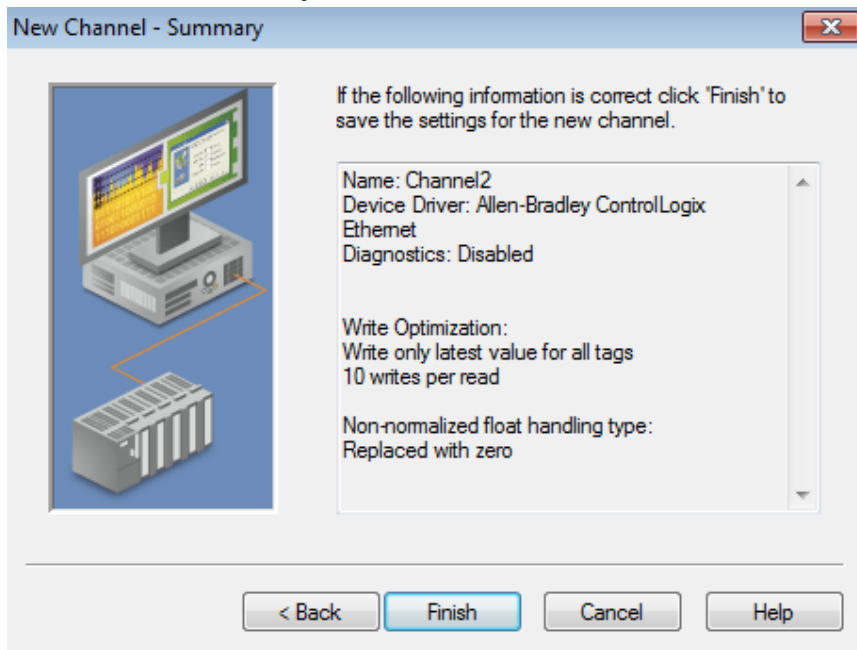 New Channel - Summary
If the following information is correct click 'Finish' to
save the settings for the new channel.
Name: Channel2
Device Driver: Allen-Bradley ControlLogix
Ethernet
Diagnostics: Disabled
Write Optimization:
Write only latest value for all tags
10 writes per read
Non-normalized float handling type:
Replaced with zero
< Back
Finish
Cancel
Help